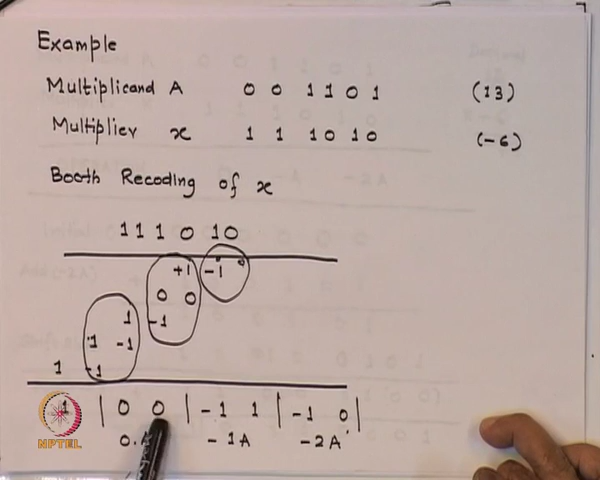 Example
Multiplicand A 0 0 1 1 0 1 (13)
Multiplier x 1 1 1 0 1 0 (-6)
Booth Recoding of x
1 1 1 0 1 0
+1 -1 0
0 0
1 -1
1 -1
1 -1
1 | 0 0 | -1 1 | -1 0 |
0. -1A -2A
NPTEL